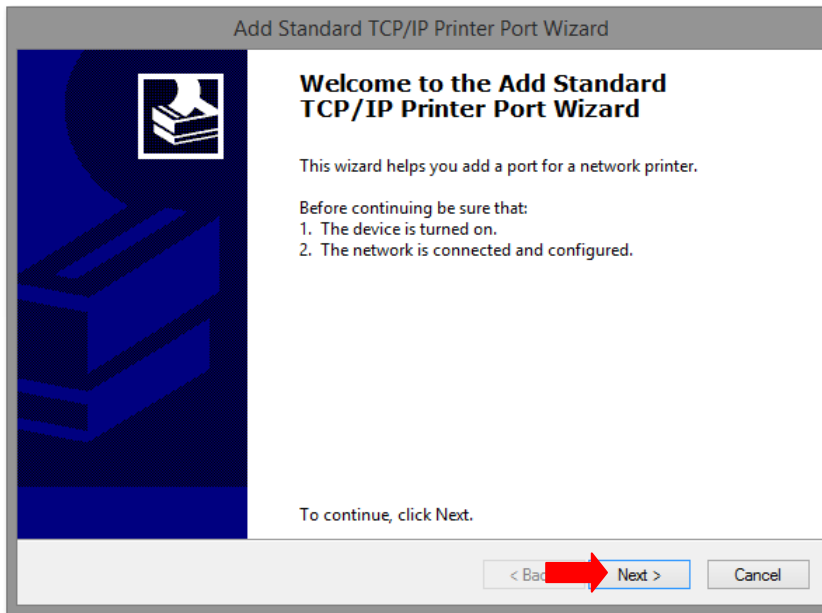 Add Standard TCP/IP Printer Port Wizard
Welcome to the Add Standard
TCP/IP Printer Port Wizard
This wizard helps you add a port for a network printer.
Before continuing be sure that:
1. The device is turned on.
2. The network is connected and configured.
To continue, click Next.
< Next > Cancel